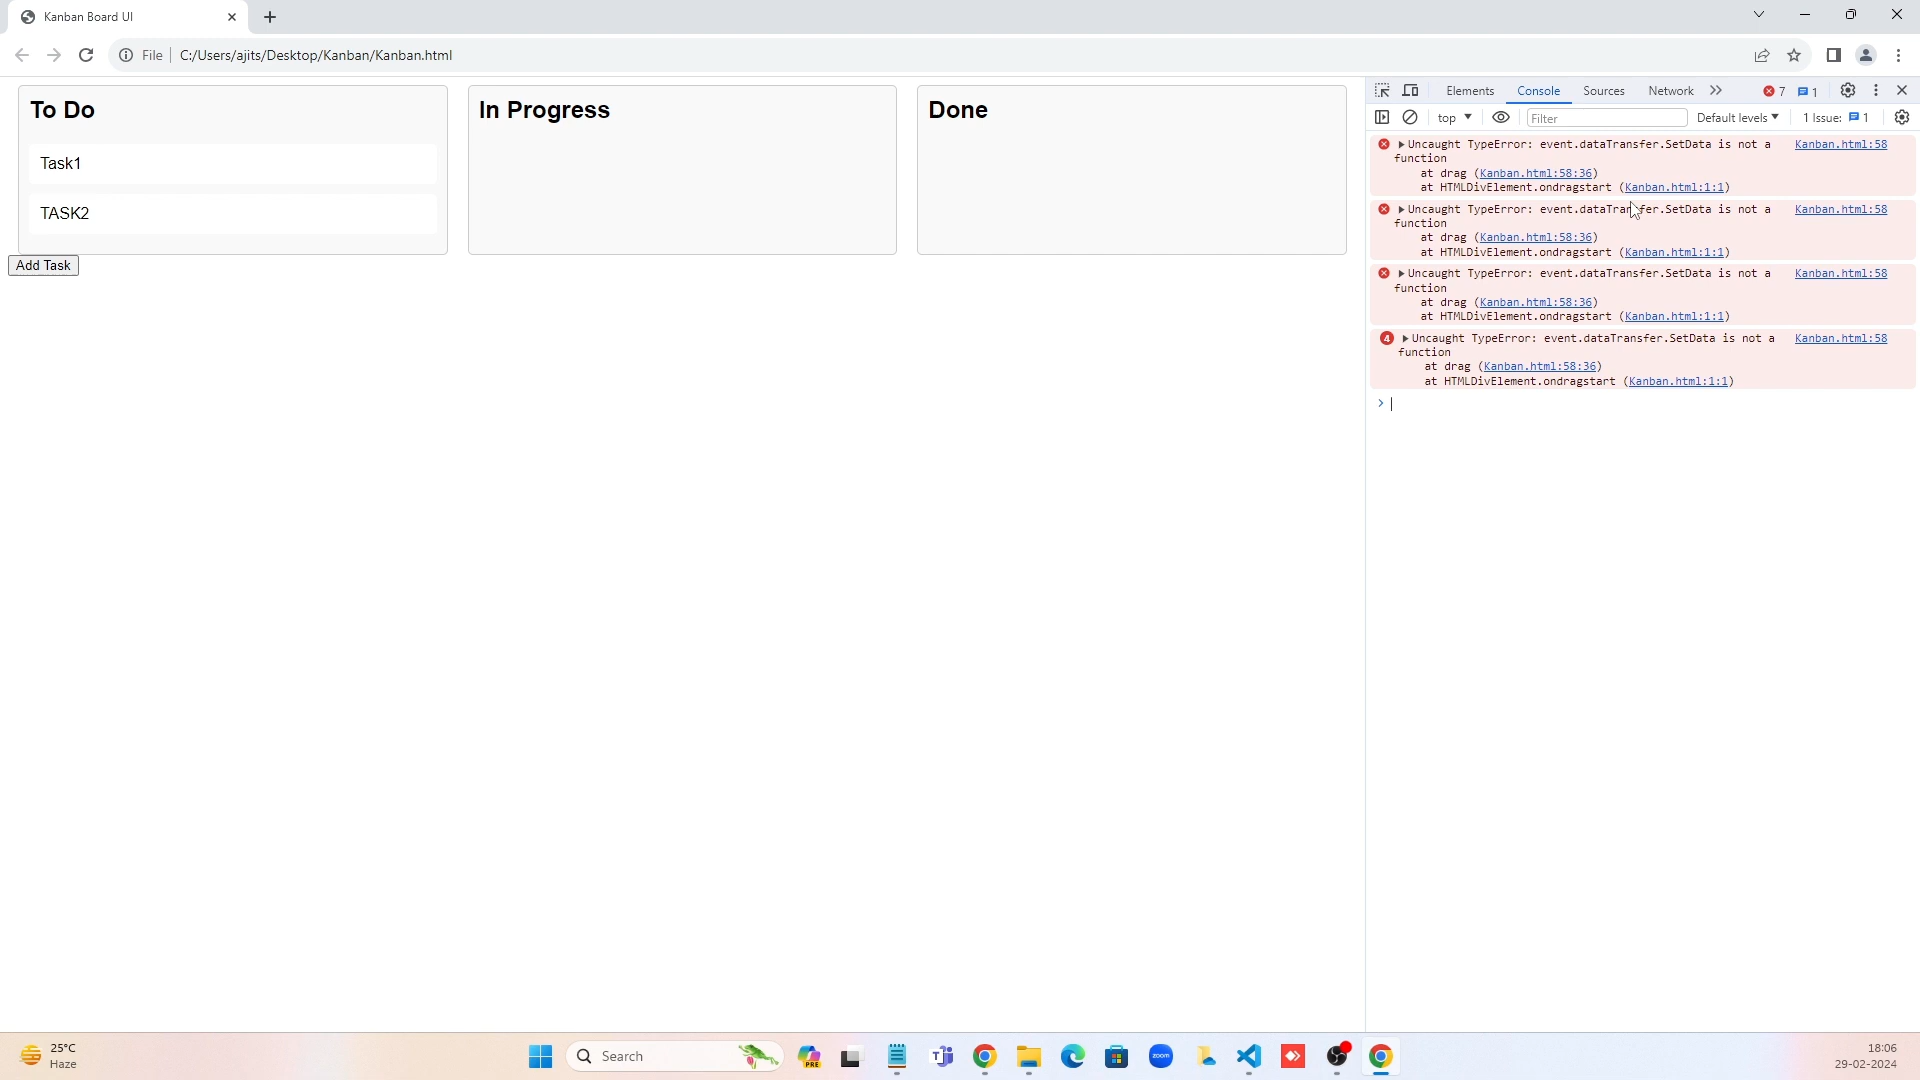 Kanban Board UI
File C:/Users/ajits/Desktop/Kanban/Kanban.html
To Do
Task1
TASK2
Add Task
In Progress
Done
Elements Console Sources Network 7 1
top Filter Default levels 1 Issue: 1
Uncaught TypeError: event.dataTransfer.SetData is not a Kanban.html:58
function
at drag (Kanban.html:58:36)
at HTMLDivElement.ondragstart (Kanban.html:1:1)
Uncaught TypeError: event.dataTransfer.SetData is not a Kanban.html:58
function
at drag (Kanban.html:58:36)
at HTMLDivElement.ondragstart (Kanban.html:1:1)
Uncaught TypeError: event.dataTransfer.SetData is not a Kanban.html:58
function
at drag (Kanban.html:58:36)
at HTMLDivElement.ondragstart (Kanban.html:1:1)
4 Uncaught TypeError: event.dataTransfer.SetData is not a Kanban.html:58
function
at drag (Kanban.html:58:36)
at HTMLDivElement.ondragstart (Kanban.html:1:1)
25°C
Haze
Search
PRE
zoom
18:06
29-02-2024